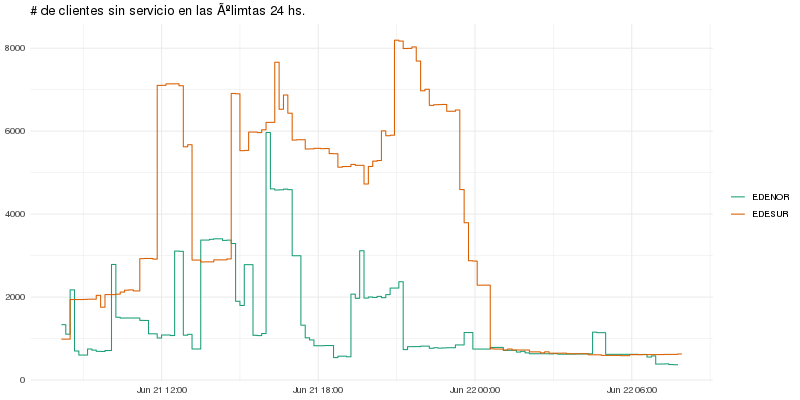 # de clientes sin servicio en las Ãºlimtas 24 hs.
8000
6000
4000
2000
0
Jun 21 12:00
Jun 21 18:00
Jun 22 00:00
Jun 22 06:00
EDENOR
EDESUR